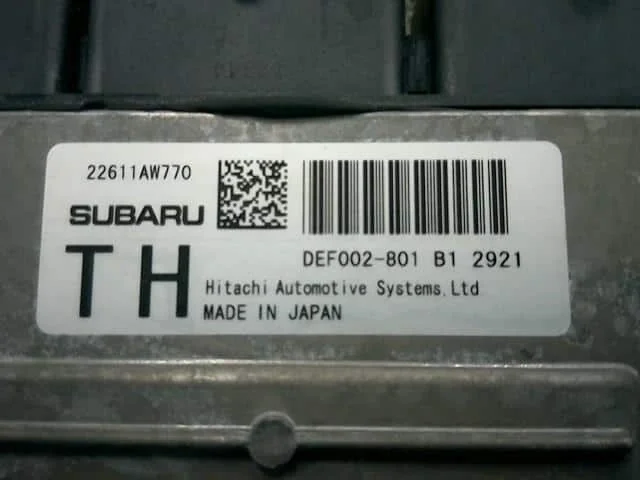 22611AW770
SUBARU
TH
DEF002-801 B1 2921
Hitachi Automotive Systems, Ltd
MADE IN JAPAN